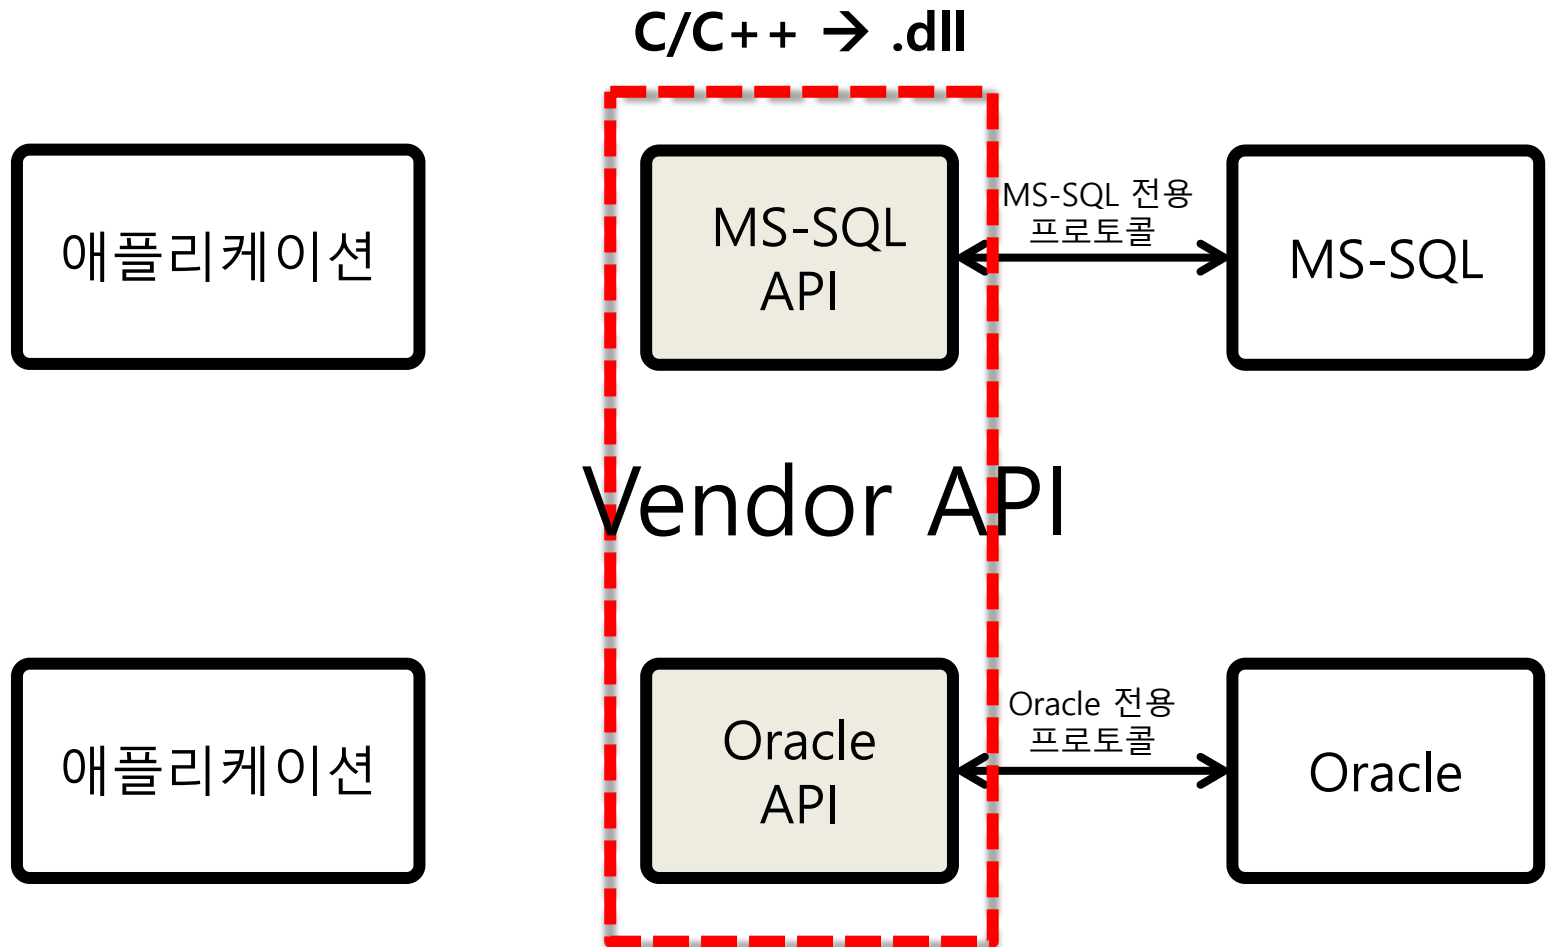 C/C++ → .dll
애플리케이션
MS-SQL
API
MS-SQL 전용
프로토콜
MS-SQL
Vendor API
애플리케이션
Oracle
API
Oracle 전용
프로토콜
Oracle